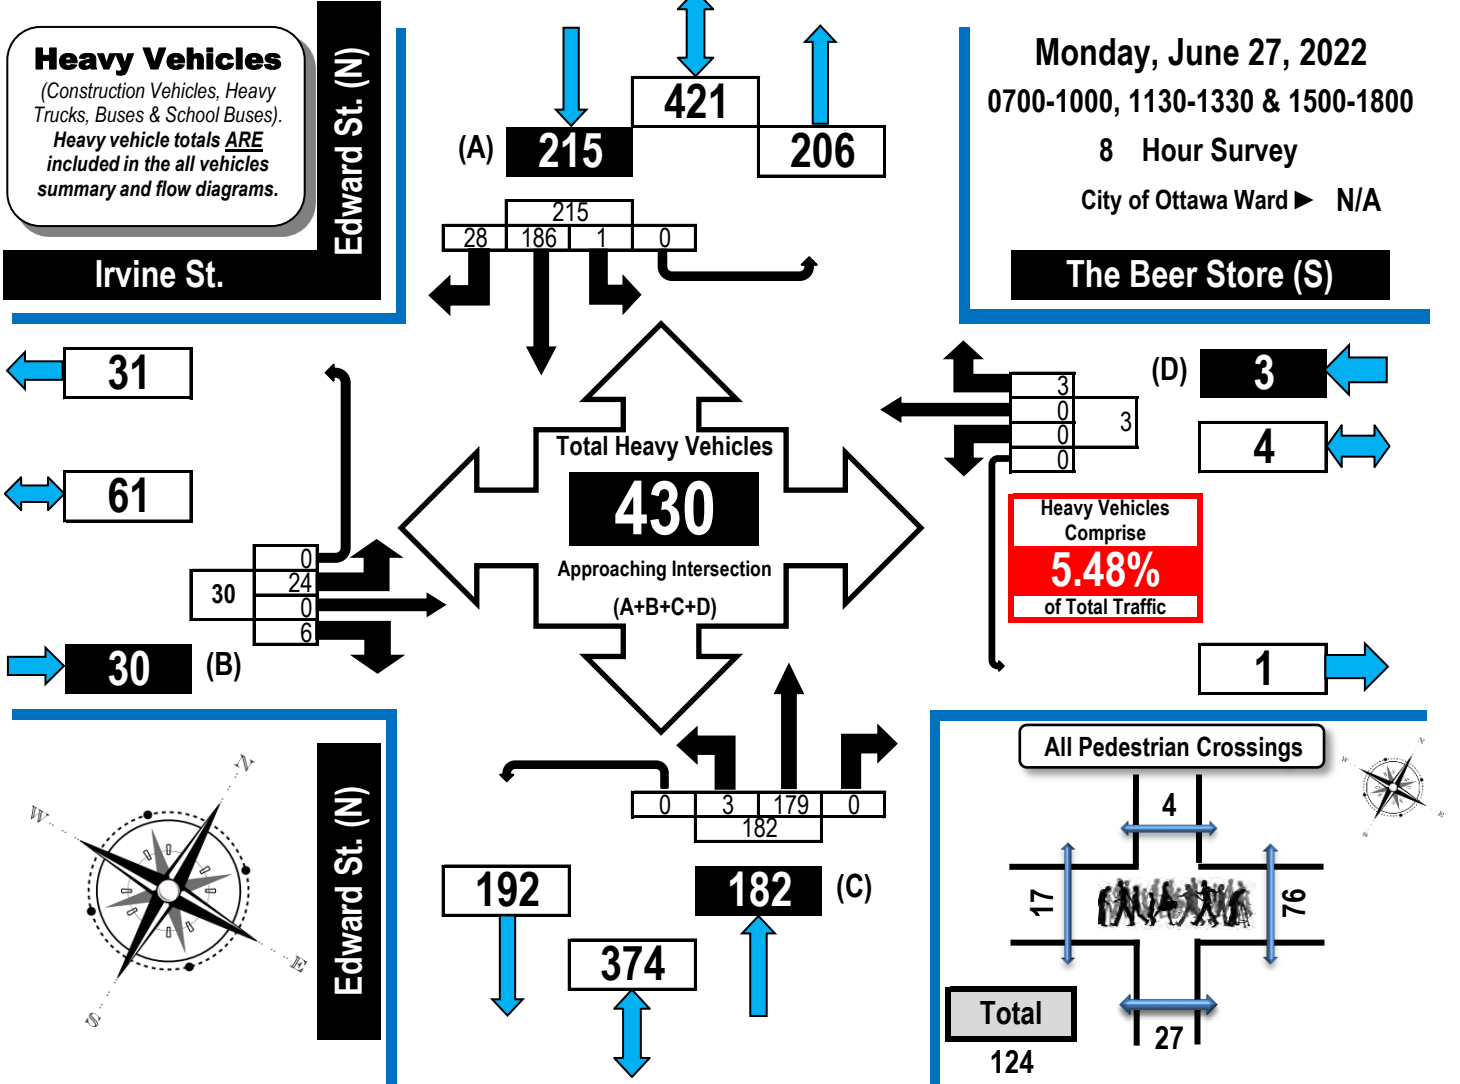 Heavy Vehicles
(Construction Vehicles, Heavy
Trucks, Buses & School Buses).
Heavy vehicle totals ARE
included in the all vehicles
summary and flow diagrams.
Edward St. (N)
Irvine St.
421
(A) 215
206
215
28 186 1 0
Monday, June 27, 2022
0700-1000, 1130-1330 & 1500-1800
8 Hour Survey
City of Ottawa Ward ► N/A
The Beer Store (S)
31
61
0
24
0
6
30
30 (B)
Total Heavy Vehicles
430
Approaching Intersection
(A+B+C+D)
3
0
0
0
3
(D) 3
4
Heavy Vehicles
Comprise
5.48%
of Total Traffic
1
N
W
E
S
Edward St. (N)
0 3 179 0
182
192
182 (C)
374
All Pedestrian Crossings
N
W
E
S
4
17
76
27
Total
124